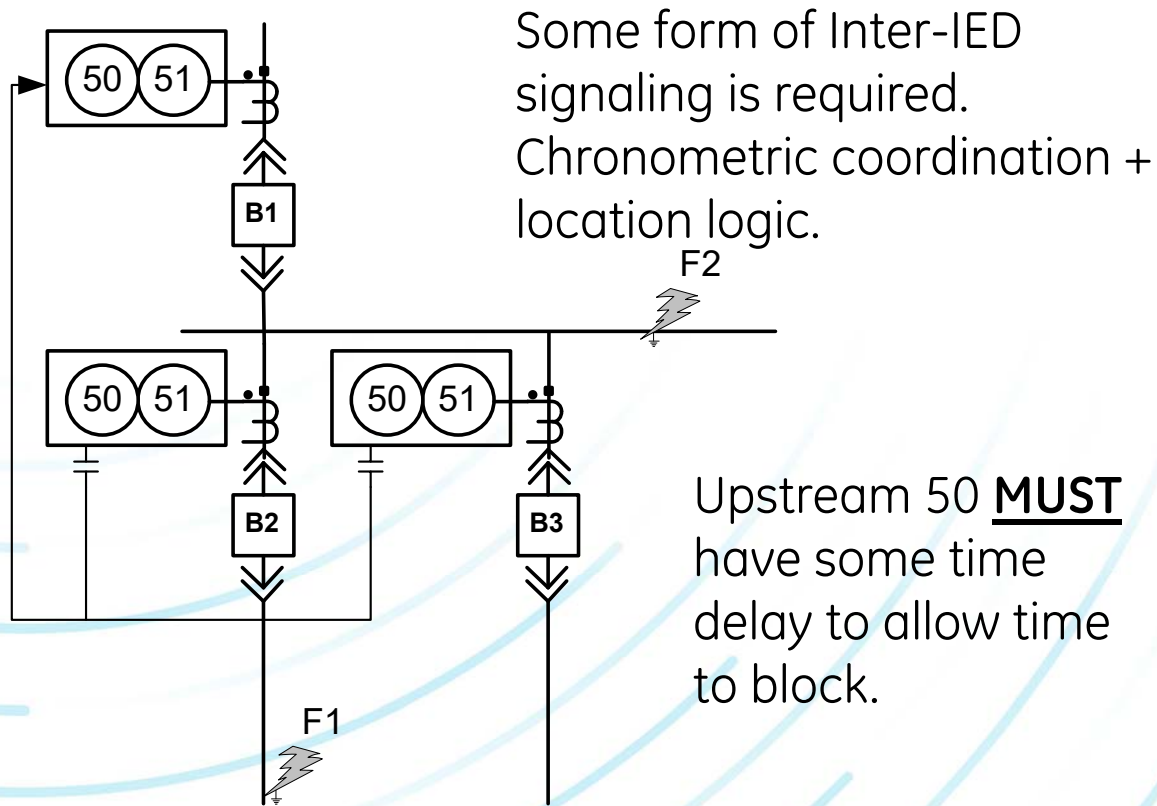 Some form of Inter-IED
signaling is required.
Chronometric coordination +
location logic.
50 51
B1
F2
50 51
50 51
B2
B3
Upstream 50 MUST
have some time
delay to allow time
to block.
F1